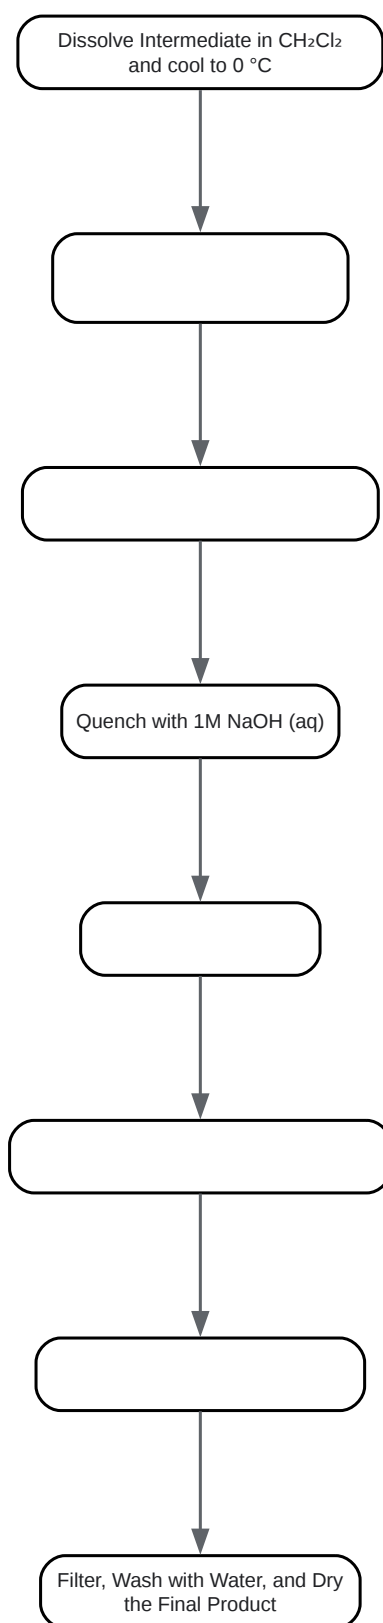 Dissolve Intermediate in CH₂Cl₂
and cool to 0 °C
Quench with 1M NaOH (aq)
Filter, Wash with Water, and Dry
the Final Product